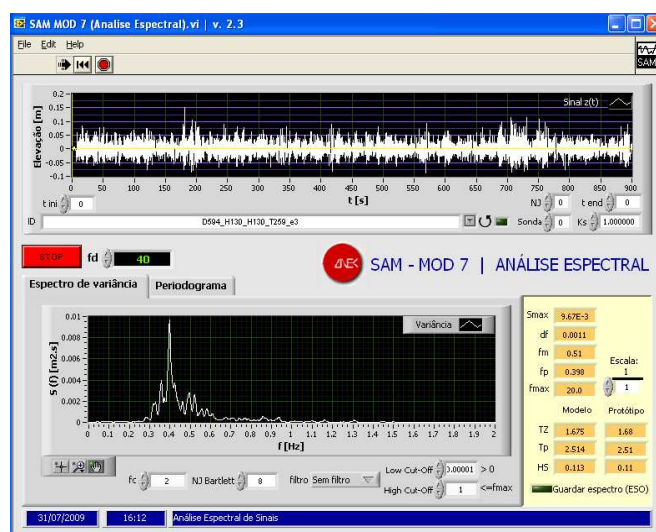 SAM MOD 7 (Analise Espectral).vi | v. 2.3
File Edit Help
SAM
Sinal z(t)
Elevação [m]
0.2
0.15
0.1
0.05
0
-0.05
-0.1
0 50 100 150 200 250 300 350 400 450 500 550 600 650 700 750 800 850 900
t [s]
t ini 0
NJ 0 t end 0
ID D594_H130_H130_T259_e3
Sonda 0 Ks 1.000000
STOP fd 40
SAM - MOD 7 | ANÁLISE ESPECTRAL
Espectro de variância Periodograma
Variância
S (f) [m2.s]
0.01
0.008
0.006
0.004
0.002
0
0 0.1 0.2 0.3 0.4 0.5 0.6 0.7 0.8 0.9 1 1.1 1.2 1.3 1.4 1.5 1.6 1.7 1.8 1.9 2
f [Hz]
fc 2 NJ Bartlett 8 filtro Sem filtro
Low Cut-Off 0.00001 > 0
High Cut-Off 1 <=fmax
Smax 9.67E-3
df 0.0011
fm 0.51
fp 0.398
fmax 20.0
Escala:
1
1
Modelo Protótipo
TZ 1.675 1.68
Tp 2.514 2.51
HS 0.113 0.11
Guardar espectro (ESO)
31/07/2009 16:12 Análise Espectral de Sinais